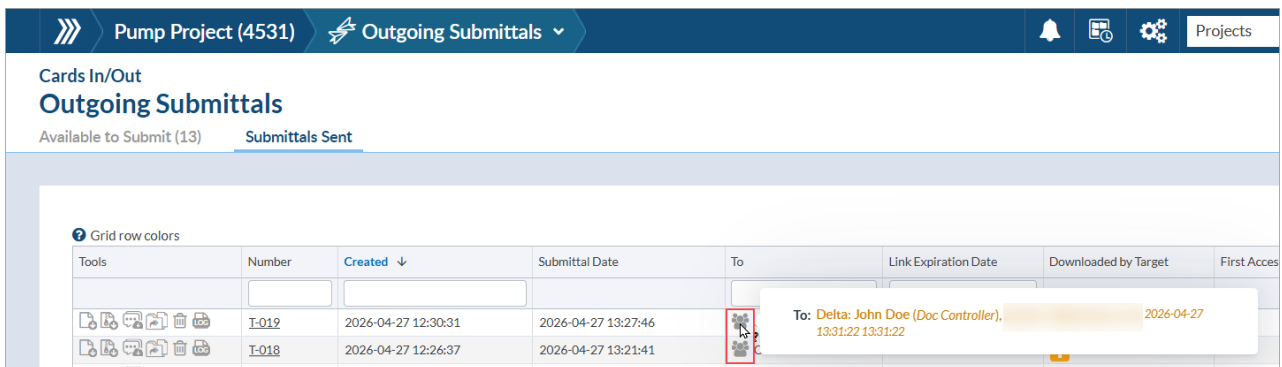 Pump Project (4531) Outgoing Submittals Projects
Cards In/Out
Outgoing Submittals
Available to Submit (13) Submittals Sent
Grid row colors
Tools Number Created Submittal Date To Link Expiration Date Downloaded by Target First Acces
To: Delta: John Doe (Doc Controller), 2026-04-27
13:31:22 13:31:22
LOG T-019 2026-04-27 12:30:31 2026-04-27 13:27:46
LOG T-018 2026-04-27 12:26:37 2026-04-27 13:21:41